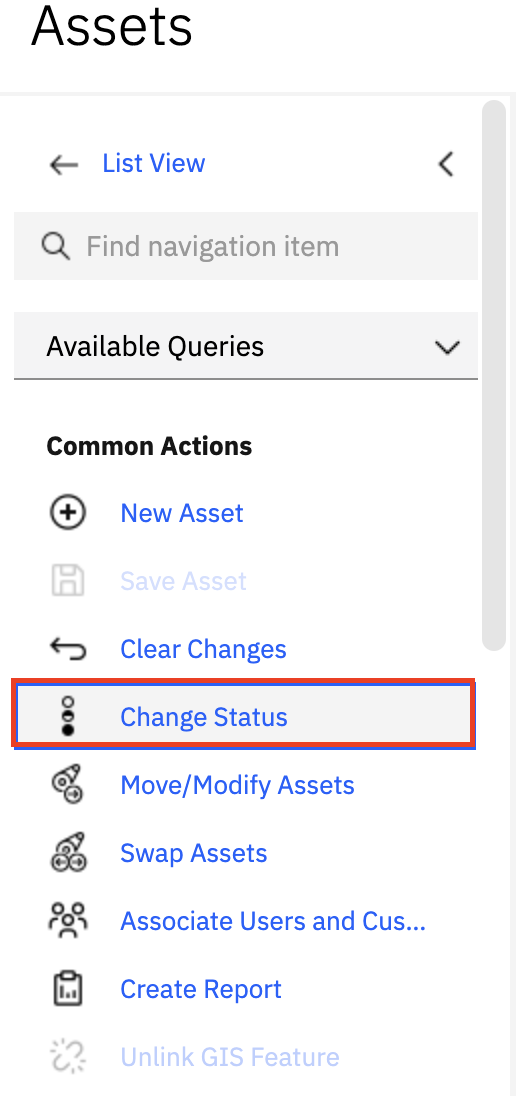 Assets
List View
Find navigation item
Available Queries
Common Actions
New Asset
Save Asset
Clear Changes
Change Status
Move/Modify Assets
Swap Assets
Associate Users and Cus...
Create Report
Unlink GIS Feature